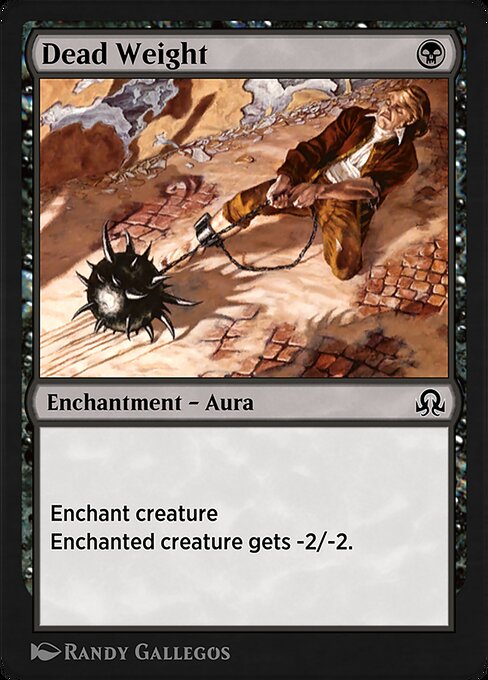 Dead Weight
Enchantment – Aura
Enchant creature
Enchanted creature gets -2/-2.
Randy Gallegos